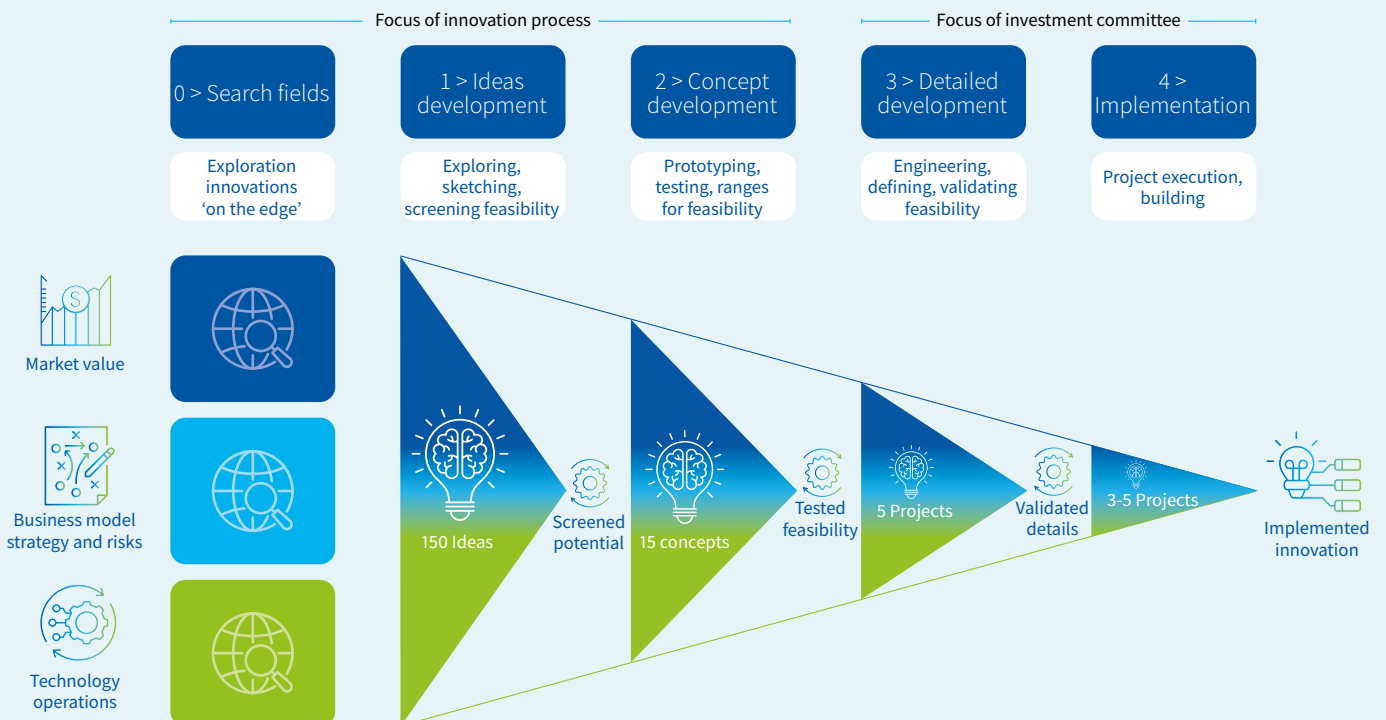 Focus of innovation process
Focus of investment committee
0 > Search fields
1 > Ideas
development
2 > Concept
development
3 > Detailed
development
4 >
Implementation
Exploration
innovations
‘on the edge’
Exploring,
sketching,
screening feasibility
Prototyping,
testing, ranges
for feasibility
Engineering,
defining, validating
feasibility
Project execution,
building
$
Market value
Business model
strategy and risks
Technology
operations
150 Ideas
Screened
potential
15 concepts
Tested
feasibility
5 Projects
Validated
details
3-5 Projects
Implemented
innovation